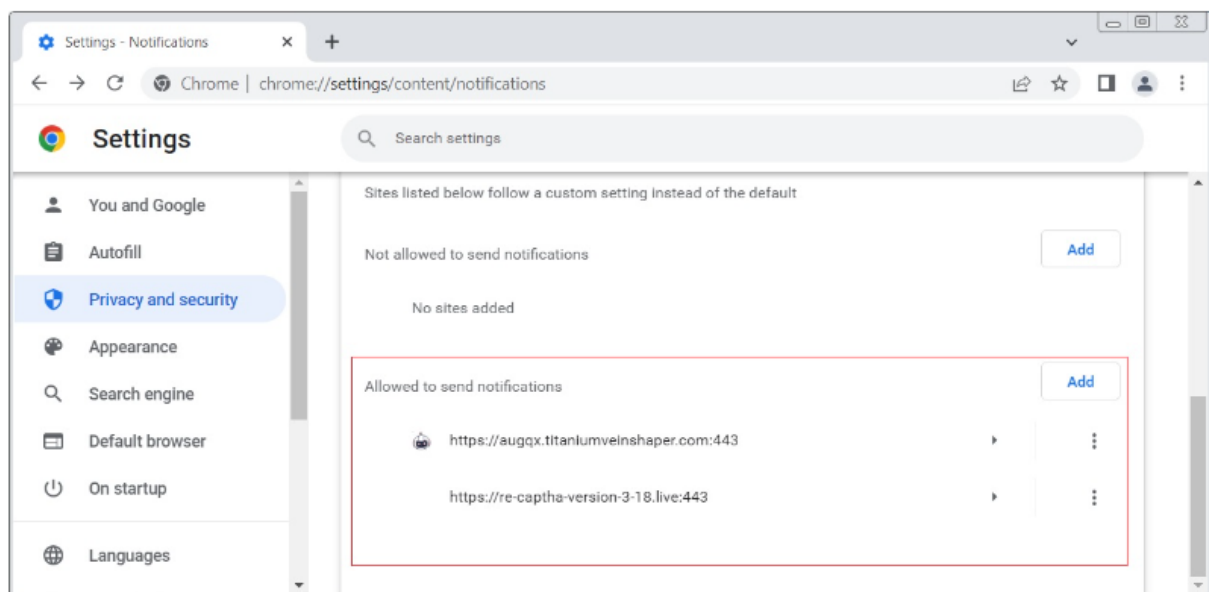 Settings - Notifications
Chrome | chrome://settings/content/notifications
Settings
Search settings
You and Google
Autofill
Privacy and security
Appearance
Search engine
Default browser
On startup
Languages
Sites listed below follow a custom setting instead of the default
Not allowed to send notifications
Add
No sites added
Allowed to send notifications
Add
https://augqx.titaniumveinshaper.com:443
https://re-captha-version-3-18.live:443